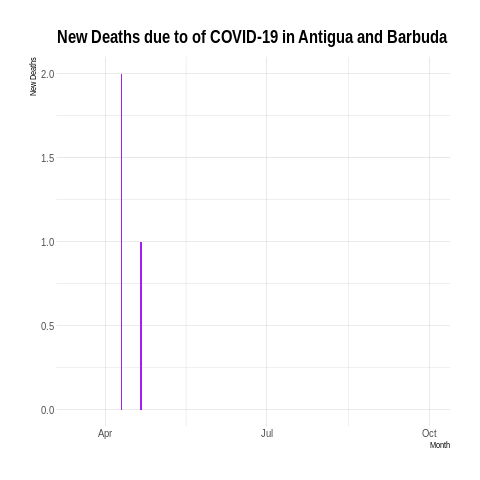 New Deaths due to of COVID-19 in Antigua and Barbuda
New Deaths
2.0
1.5
1.0
0.5
0.0
Apr Jul Oct
Month